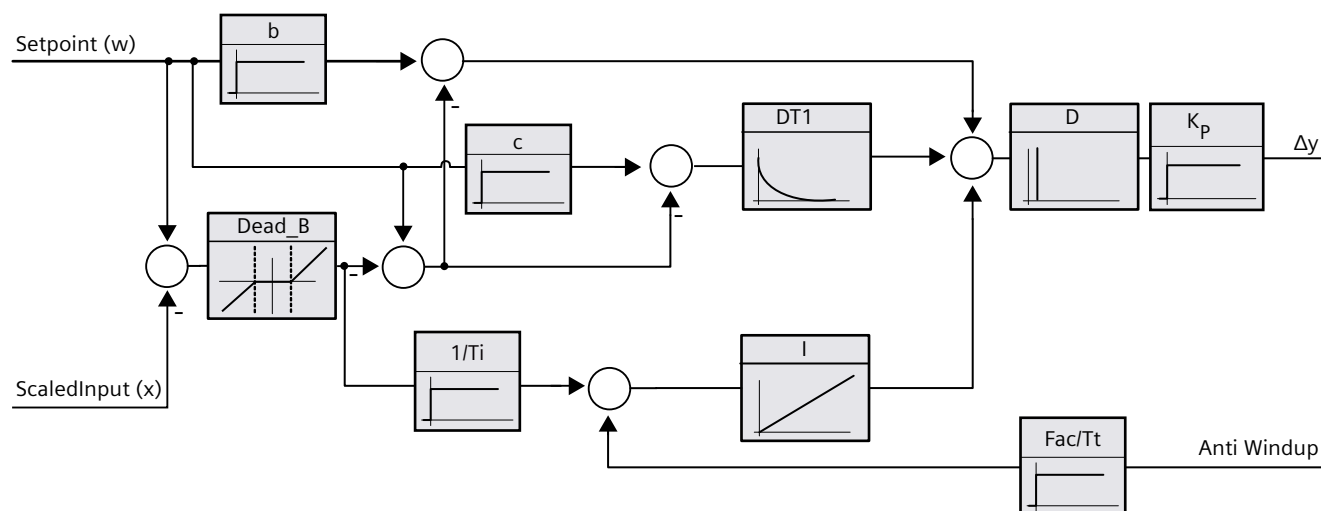 b
Setpoint (w)
-
DT1
D
K_P
c
Δy
-
Dead_B
-
-
1/Ti
I
ScaledInput (x)
Fac/Tt
Anti Windup